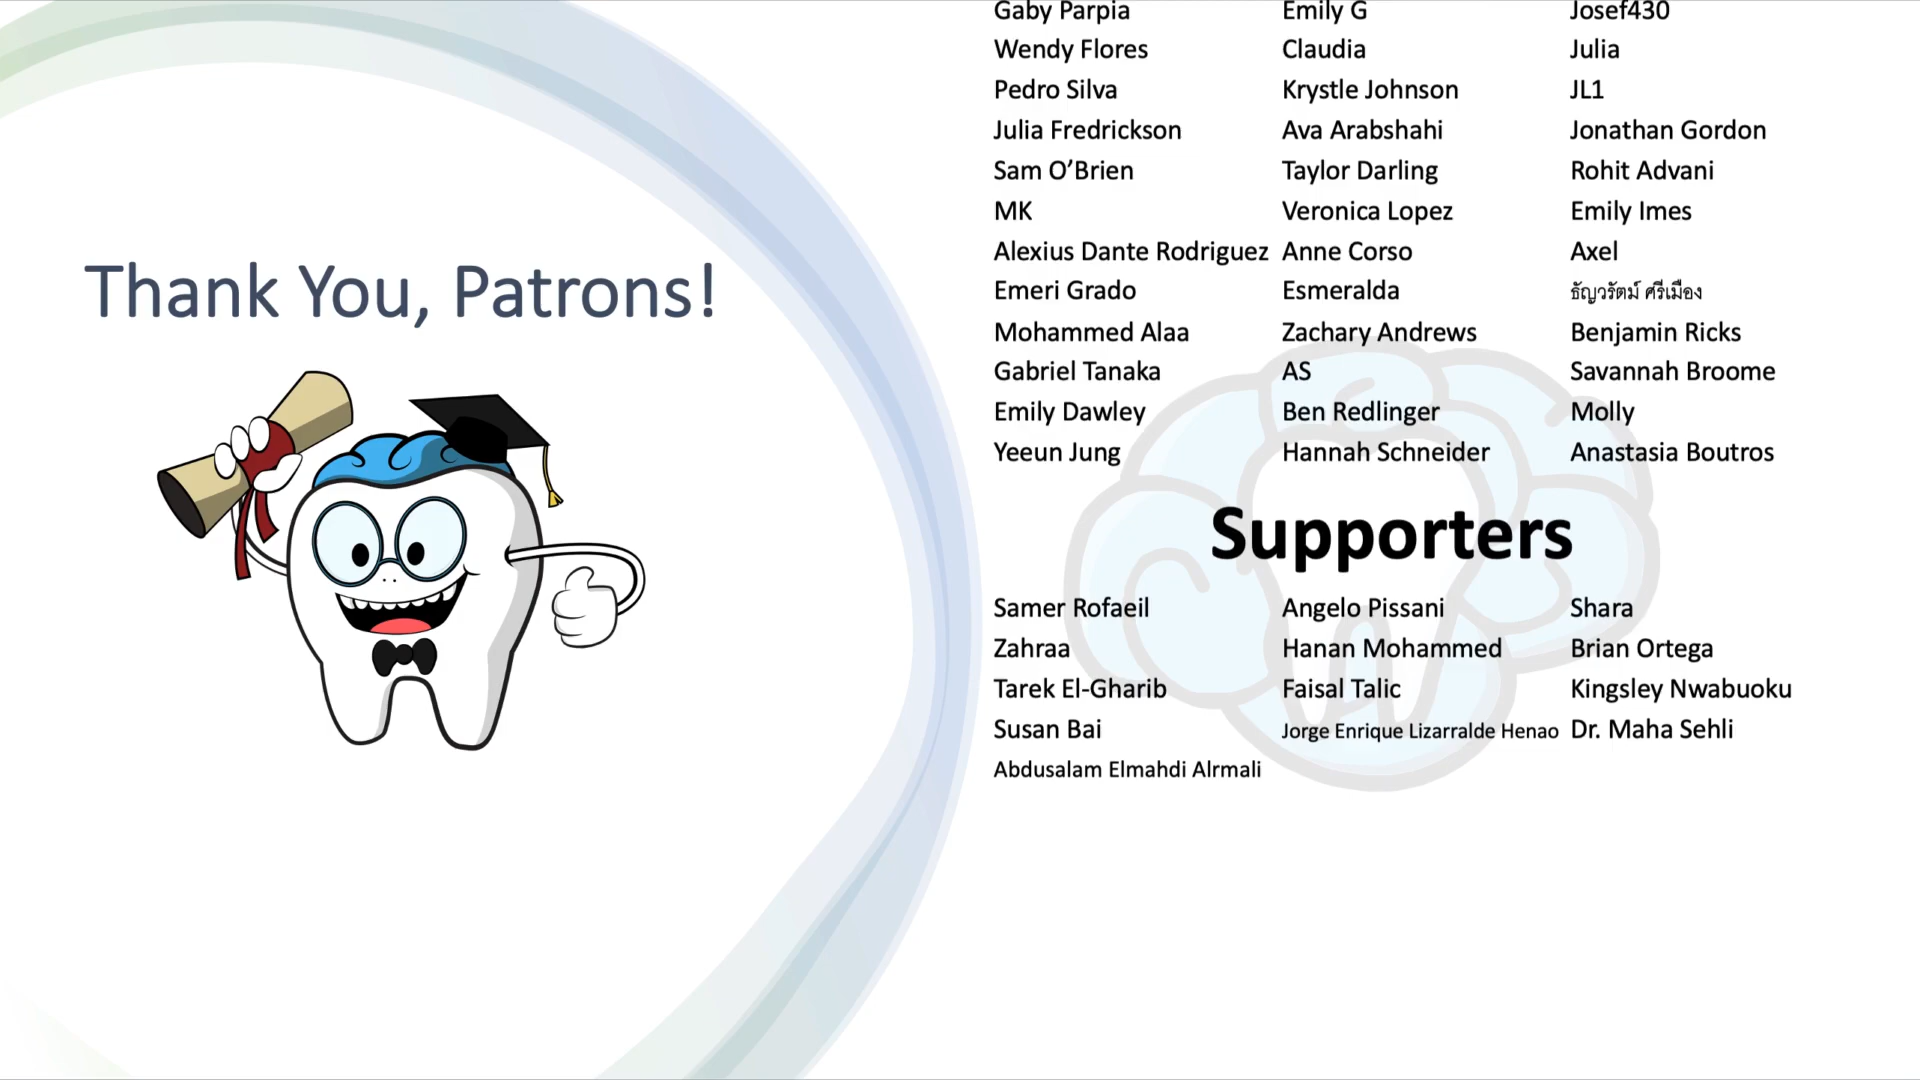 Thank You, Patrons!
Gaby Parpia Emily G Josef430
Wendy Flores Claudia Julia
Pedro Silva Krystle Johnson JL1
Julia Fredrickson Ava Arabshahi Jonathan Gordon
Sam O’Brien Taylor Darling Rohit Advani
MK Veronica Lopez Emily Imes
Alexius Dante Rodriguez Anne Corso Axel
Emeri Grado Esmeralda ธัญวรัตม์ ศรีเมือง
Mohammed Alaa Zachary Andrews Benjamin Ricks
Gabriel Tanaka AS Savannah Broome
Emily Dawley Ben Redlinger Molly
Yeeun Jung Hannah Schneider Anastasia Boutros
Supporters
Samer Rofaeil Angelo Pissani Shara
Zahraa Hanan Mohammed Brian Ortega
Tarek El-Gharib Faisal Talic Kingsley Nwabuoku
Susan Bai Jorge Enrique Lizarralde Henao Dr. Maha Sehli
Abdusalam Elmahdi Alrmali